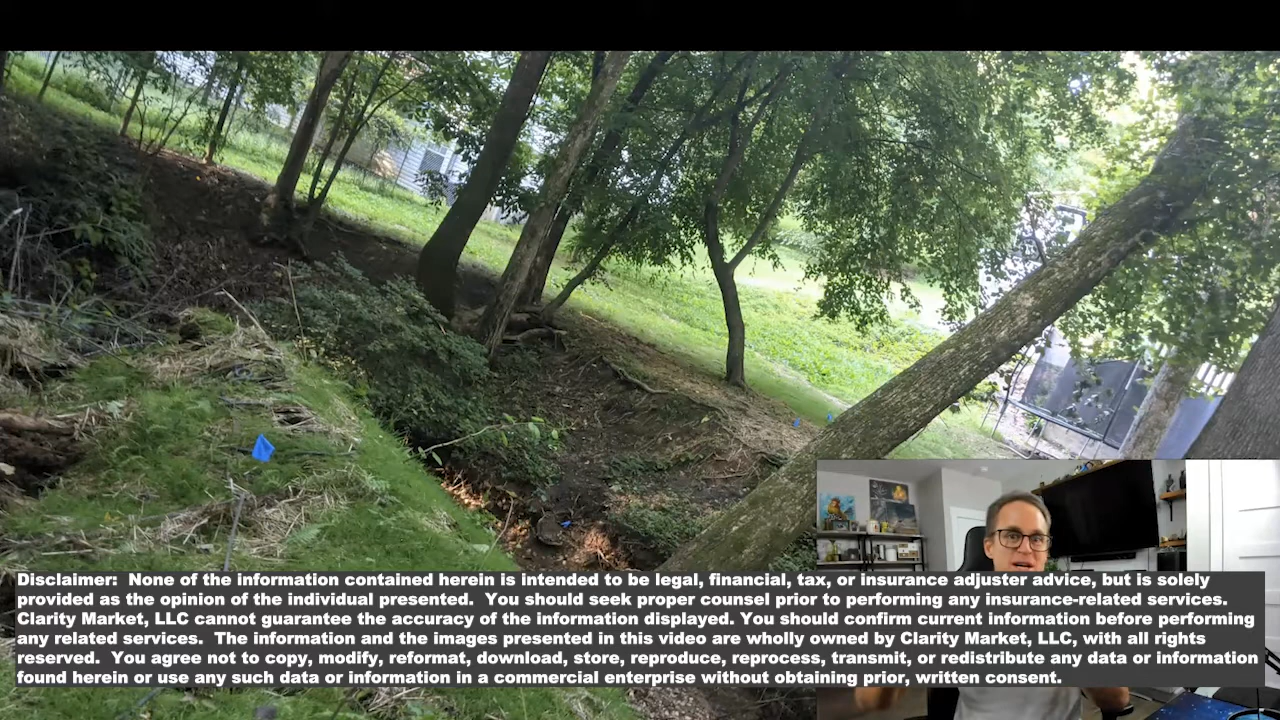 Disclaimer:  None of the information contained herein is intended to be legal, financial, tax, or insurance adjuster advice, but is solely
provided as the opinion of the individual presented.  You should seek proper counsel prior to performing any insurance-related services.
Clarity Market, LLC cannot guarantee the accuracy of the information displayed. You should confirm current information before performing
any related services.  The information and the images presented in this video are wholly owned by Clarity Market, LLC, with all rights
reserved.  You agree not to copy, modify, reformat, download, store, reproduce, reprocess, transmit, or redistribute any data or information
found herein or use any such data or information in a commercial enterprise without obtaining prior, written consent.